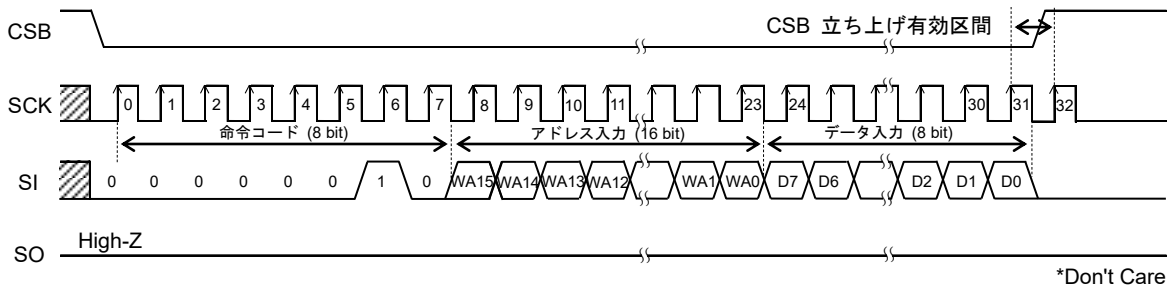 CSB
CSB 立ち上げ有効区間
SCK
0 1 2 3 4 5 6 7 8 9 10 11 23 24 30 31 32
命令コード (8 bit) アドレス入力 (16 bit) データ入力 (8 bit)
SI
0 0 0 0 0 0 1 0 WA15 WA14 WA13 WA12 WA1 WA0 D7 D6 D2 D1 D0
High-Z
SO
*Don't Care